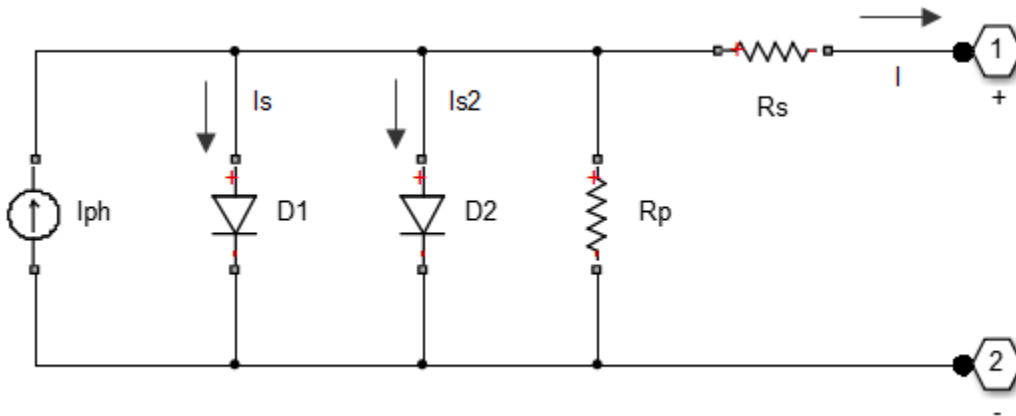 1
I
+
Is
Is2
Rs
+
-
+
+
+
Iph
D1
D2
Rp
-
-
-
2
-